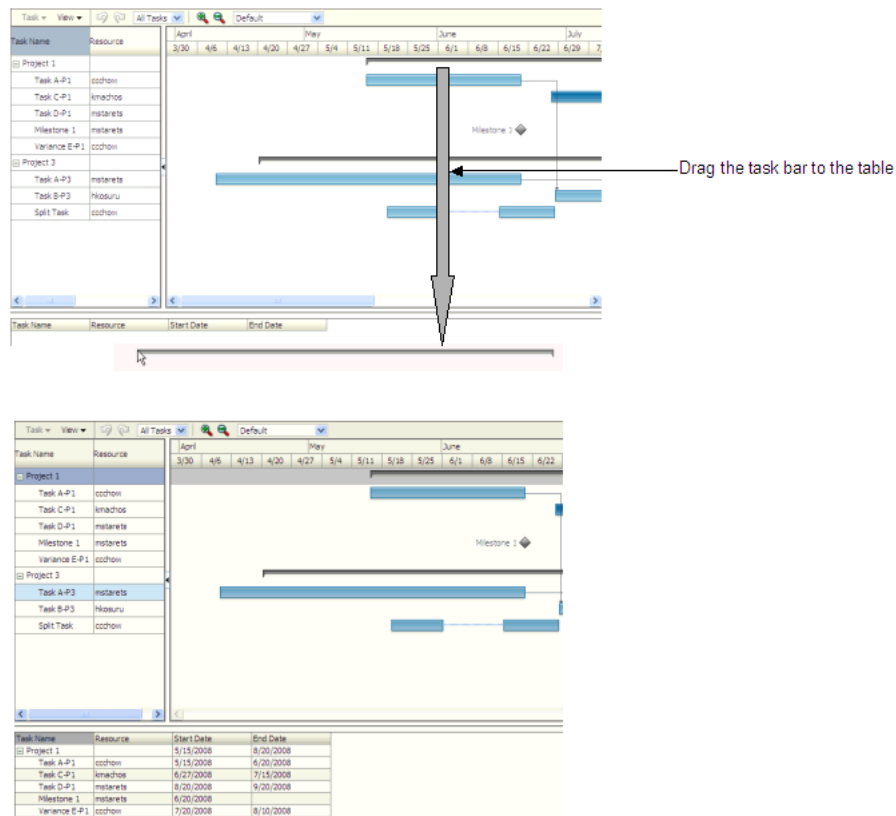 Task View All Tasks Default
Task Name Resource April May June July
3/30 4/6 4/13 4/20 4/27 5/4 5/11 5/18 5/25 6/1 6/8 6/15 6/22 6/29 7
Project 1
Task A-P1 ccchow
Task C-P1 kmachos
Task D-P1 mstarets
Milestone 1 mstarets Milestone 1
Variance E-P1 ccchow
Project 3
Drag the task bar to the table
Task A-P3 mstarets
Task B-P3 hkosuru
Split Task ccchow
Task Name Resource Start Date End Date
Task View All Tasks Default
Task Name Resource April May June
3/30 4/6 4/13 4/20 4/27 5/4 5/11 5/18 5/25 6/1 6/8 6/15 6/22
Project 1
Task A-P1 ccchow
Task C-P1 kmachos
Task D-P1 mstarets
Milestone 1 mstarets Milestone 1
Variance E-P1 ccchow
Project 3
Task A-P3 mstarets
Task B-P3 hkosuru
Split Task ccchow
Task Name Resource Start Date End Date
Project 1 5/15/2008 8/20/2008
Task A-P1 ccchow 5/15/2008 6/20/2008
Task C-P1 kmachos 6/27/2008 7/15/2008
Task D-P1 mstarets 8/20/2008 9/20/2008
Milestone 1 mstarets 6/20/2008
Variance E-P1 ccchow 7/20/2008 8/10/2008